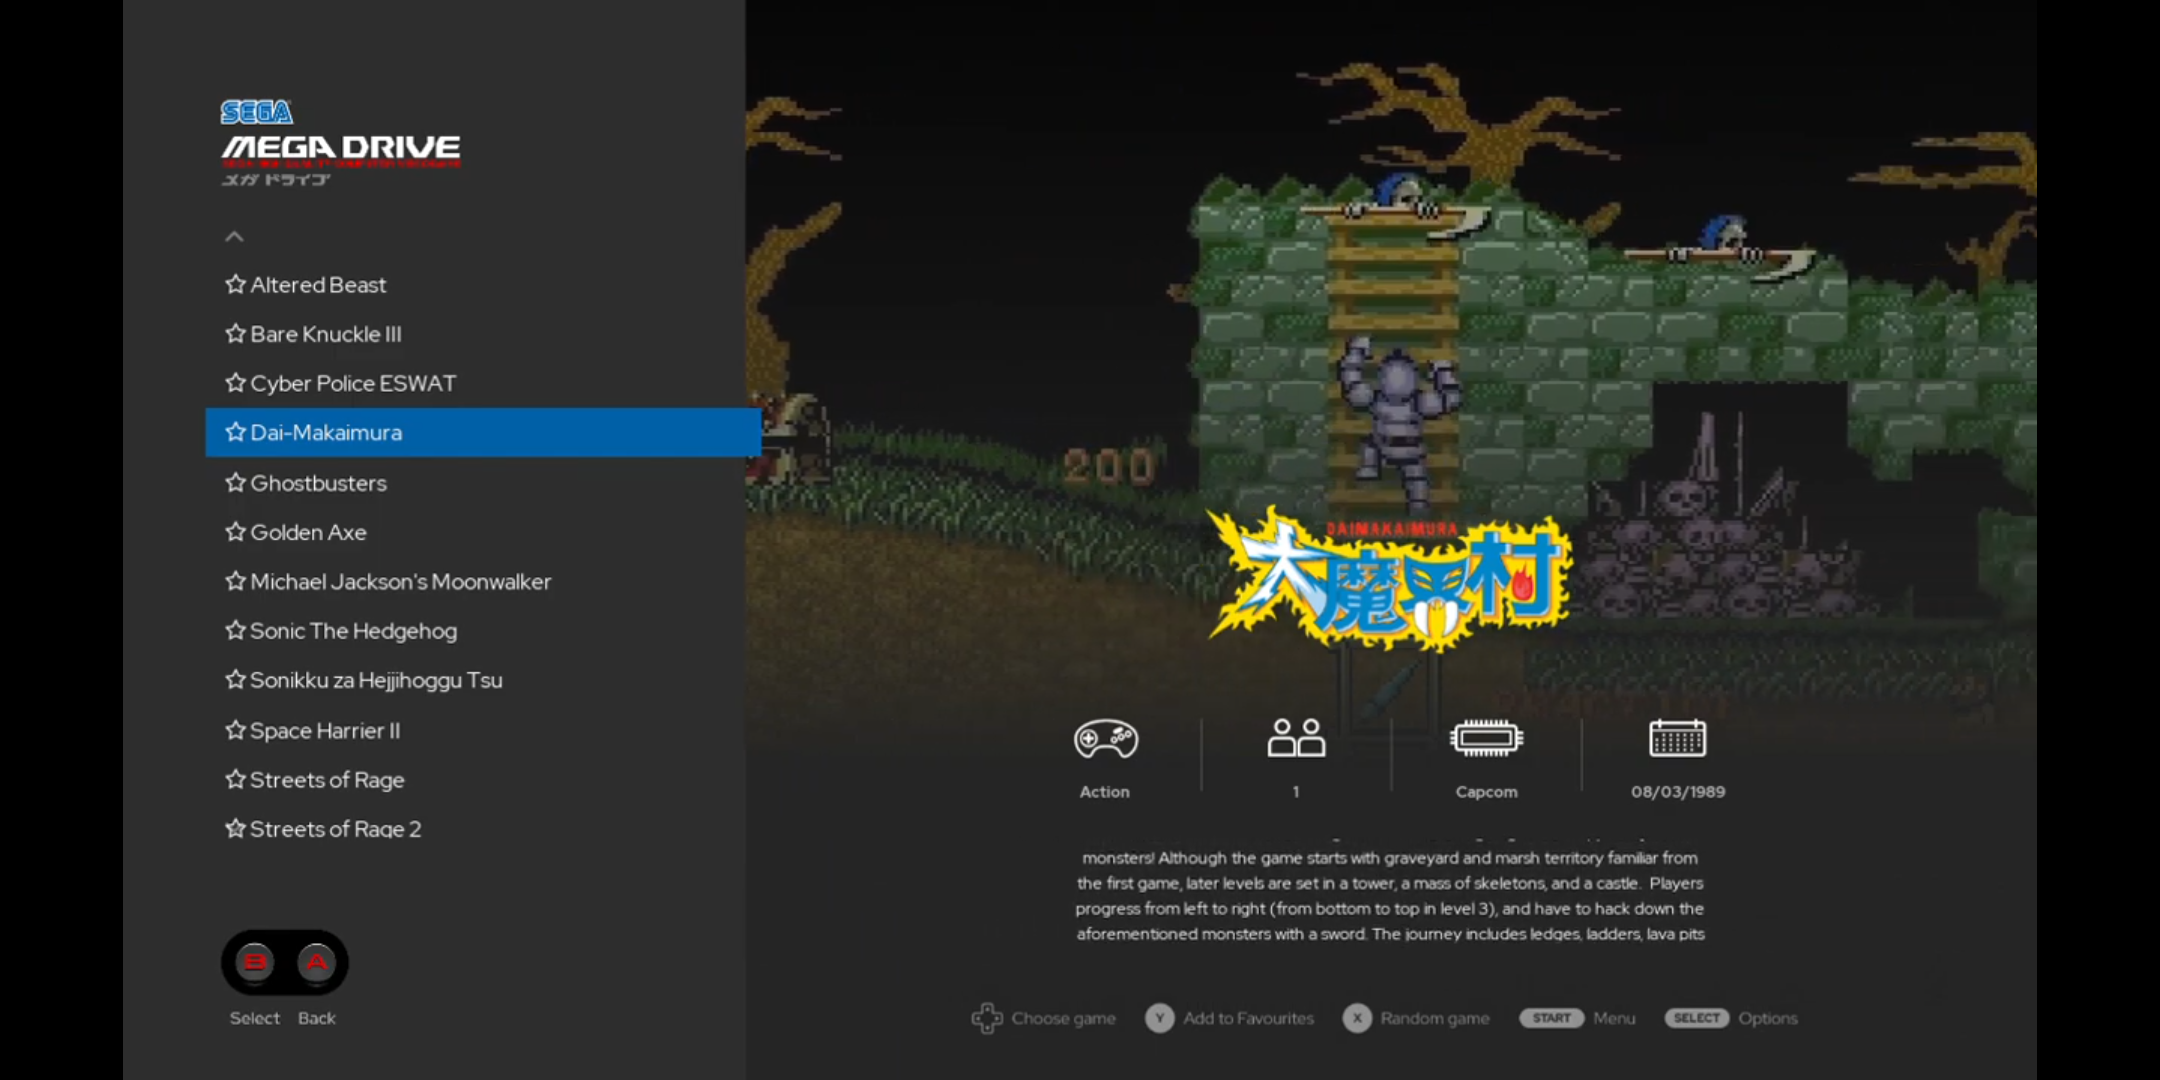 SEGA
MEGA DRIVE
メガ ドライブ
Altered Beast
Bare Knuckle III
Cyber Police ESWAT
Dai-Makaimura
Ghostbusters
Golden Axe
Michael Jackson's Moonwalker
Sonic The Hedgehog
Sonikku za Hejjihoggu Tsu
Space Harrier II
Streets of Rage
Streets of Rage 2
B A
Select Back
200
DAIMAKAIMURA
大魔界村
Action
1
Capcom
08/03/1989
monsters! Although the game starts with graveyard and marsh territory familiar from
the first game, later levels are set in a tower, a mass of skeletons, and a castle. Players
progress from left to right (from bottom to top in level 3), and have to hack down the
aforementioned monsters with a sword. The journey includes ledges, ladders, lava pits
Choose game Y Add to Favourites X Random game START Menu SELECT Options